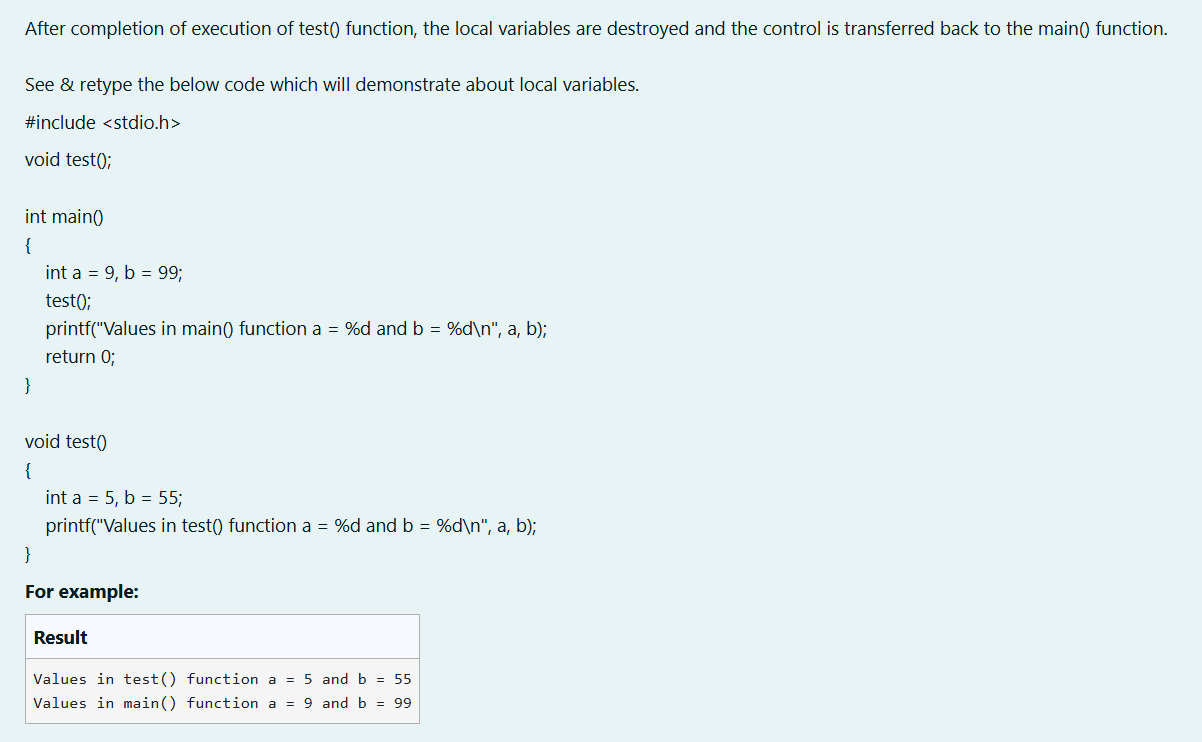 After completion of execution of test() function, the local variables are destroyed and the control is transferred back to the main() function.
See & retype the below code which will demonstrate about local variables.
#include <stdio.h>
void test();
int main()
{
int a = 9, b = 99;
test();
printf("Values in main() function a = %d and b = %d\n", a, b);
return 0;
}
void test()
{
int a = 5, b = 55;
printf("Values in test() function a = %d and b = %d\n", a, b);
}
For example:
Result
Values in test() function a = 5 and b = 55
Values in main() function a = 9 and b = 99